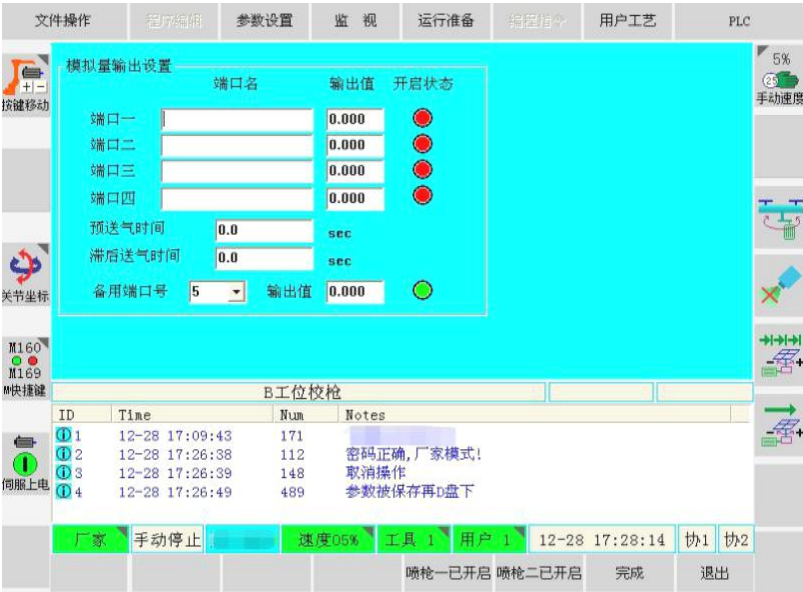 文件操作 程序编辑 参数设置 监 视 运行准备 编程指令 用户工艺 PLC
按键移动
5%
25
手动速度
模拟量输出设置
端口名 输出值 开启状态
端口一 0.000
端口二 0.000
端口三 0.000
端口四 0.000
预送气时间 0.0 sec
滞后送气时间 0.0 sec
备用端口号 5 输出值 0.000
关节坐标
M160
M169
M快捷键
伺服上电
B工位校枪
ID Time Num Notes
1 12-28 17:09:43 171
2 12-28 17:26:38 112 密码正确,厂家模式!
3 12-28 17:26:39 148 取消操作
4 12-28 17:26:49 489 参数被保存再D盘下
厂家 手动停止 速度05% 工具 1 用户 1 12-28 17:28:14 协1 协2
喷枪一已开启 喷枪二已开启 完成 退出